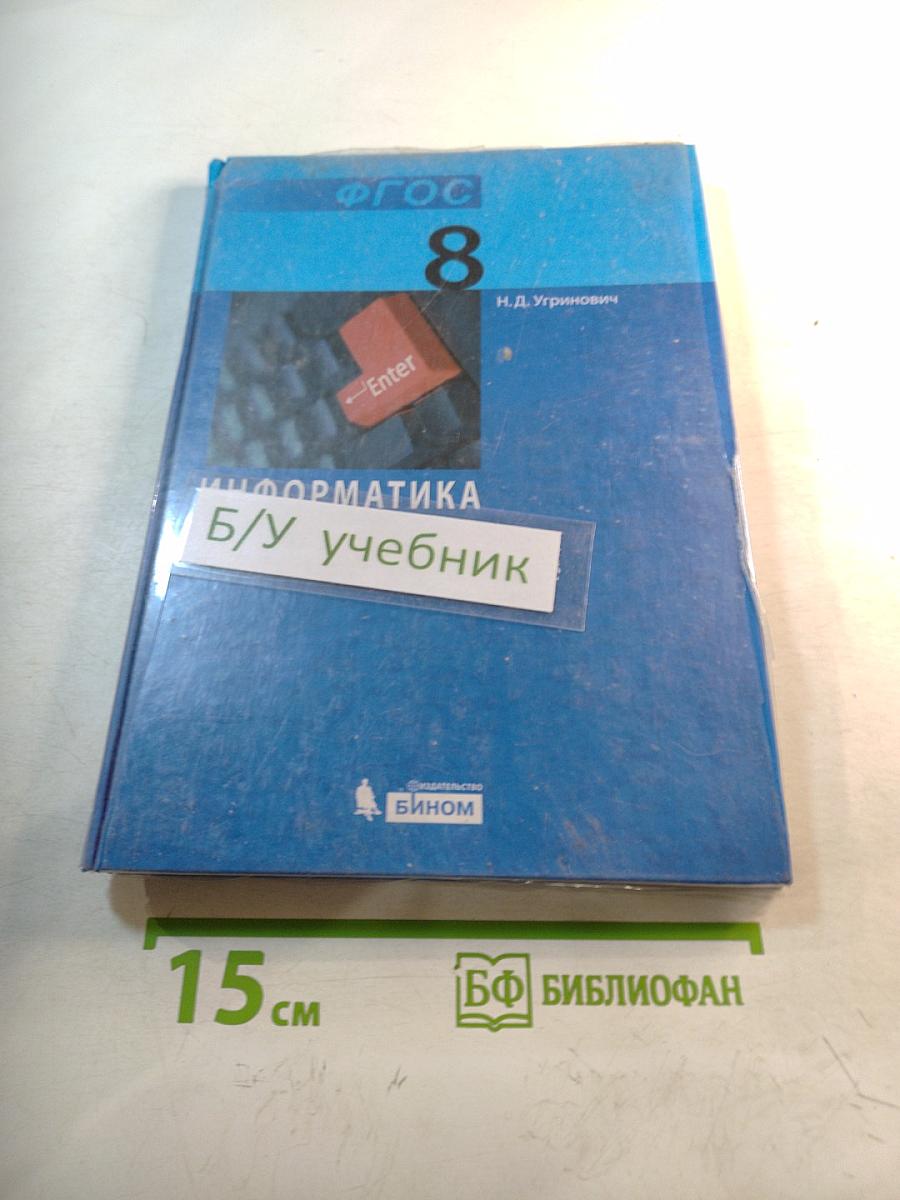 ФГОС
8
Н.Д. Угринович
Enter
ИНФОРМАТИКА
Б/У учебник
ИЗДАТЕЛЬСТВО
БИНОМ
15 см
БФ БИБЛИОФАН